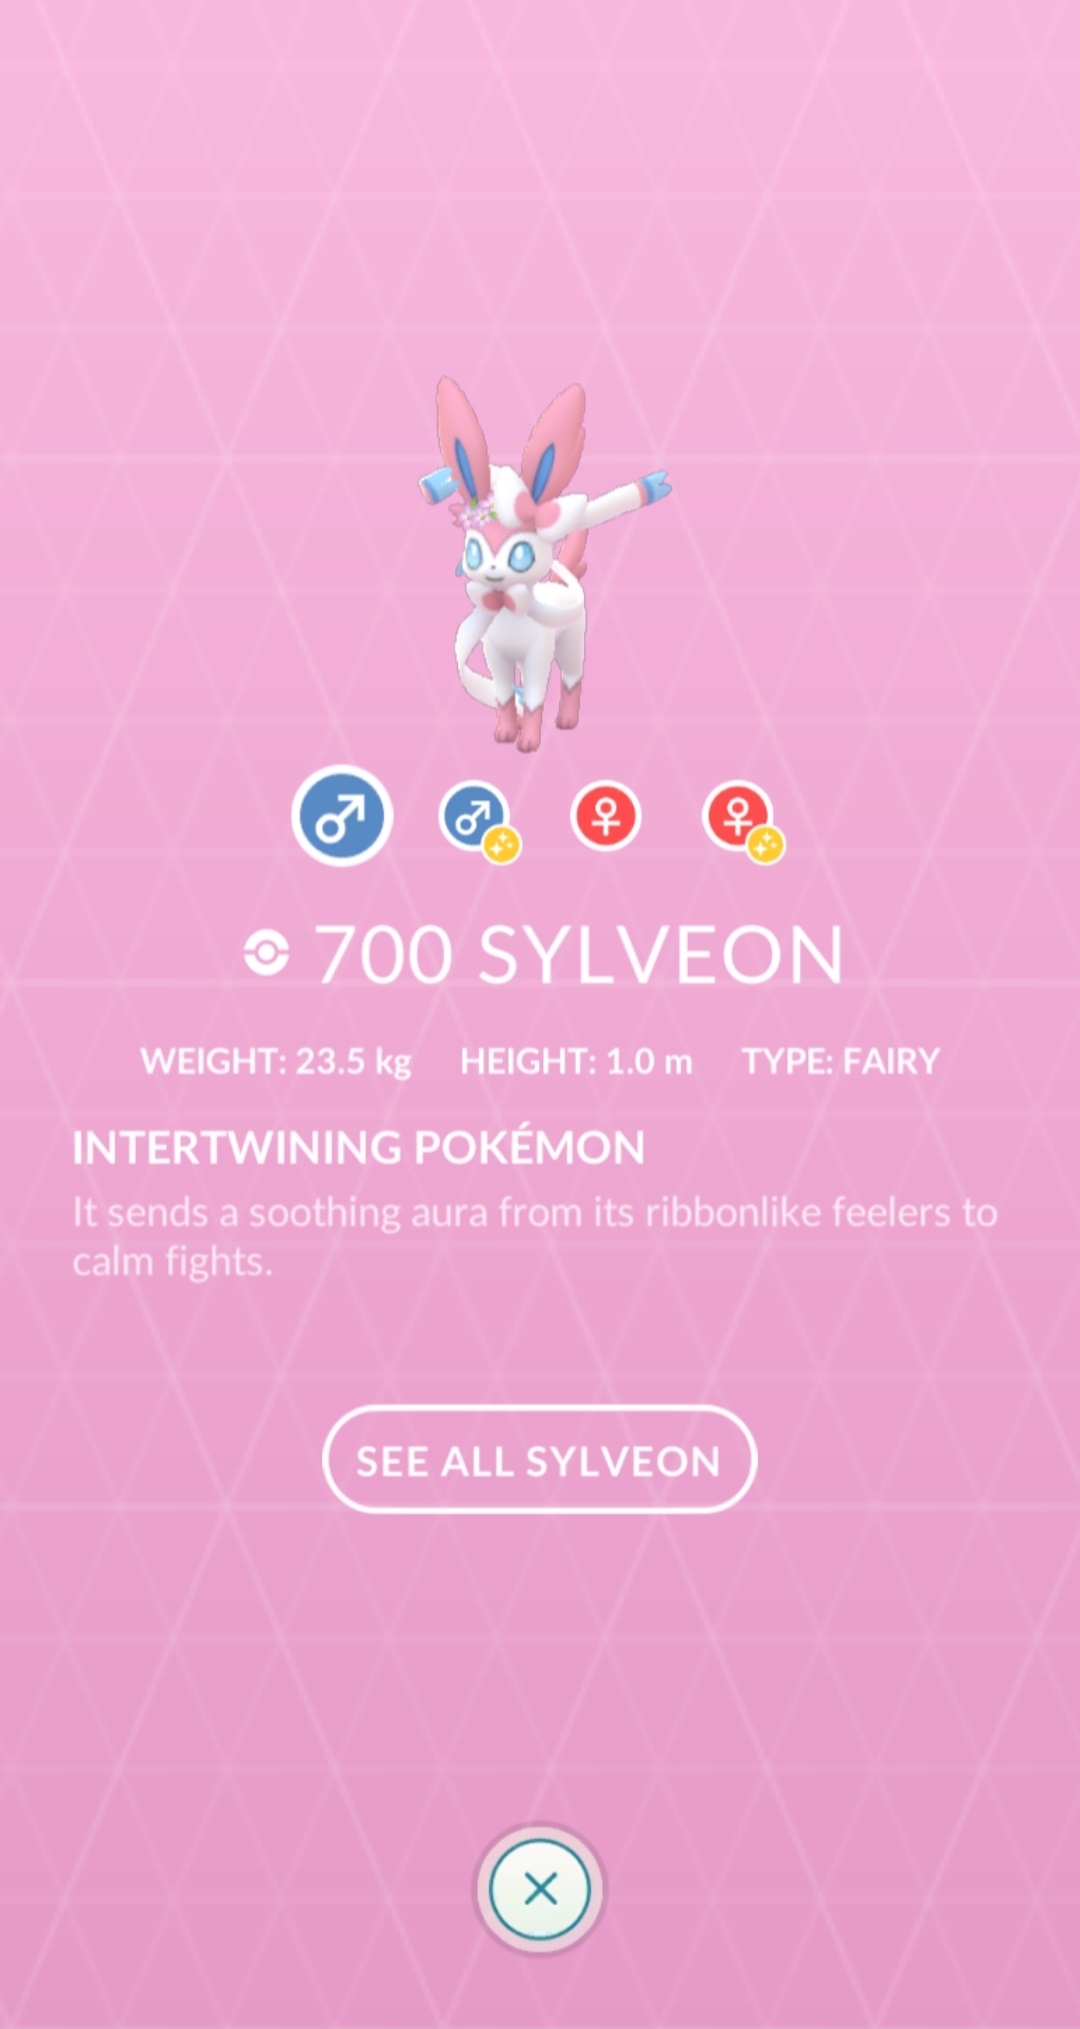 700 SYLVEON
WEIGHT: 23.5 kg HEIGHT: 1.0 m TYPE: FAIRY
INTERTWINING POKÉMON
It sends a soothing aura from its ribbonlike feelers to
calm fights.
SEE ALL SYLVEON